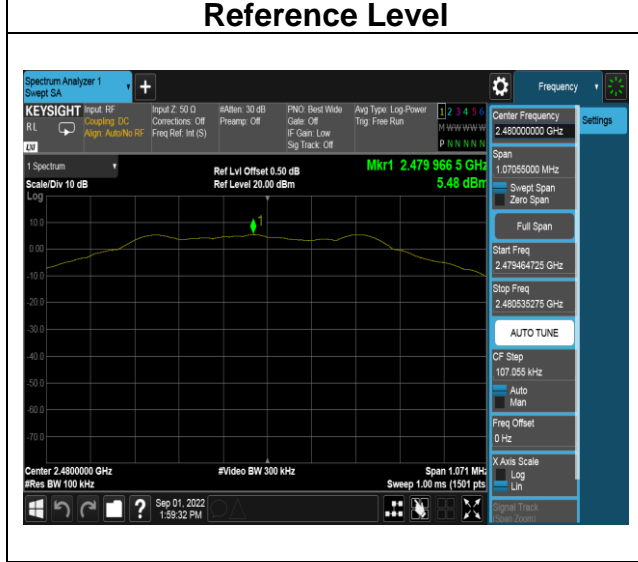 Reference Level
Spectrum Analyzer 1
Swept SA
+
Frequency
KEYSIGHT
RL
LXI
Input: RF
Coupling: DC
Align: Auto/No RF
Input Z: 50 Ω
Corrections: Off
Freq Ref: Int (S)
#Atten: 30 dB
Preamp: Off
PNO: Best Wide
Gate: Off
IF Gain: Low
Sig Track: Off
Avg Type: Log-Power
Trig: Free Run
1 2 3 4 5 6
M W W W W W
P N N N N N
1 Spectrum
Scale/Div 10 dB
Log
Ref Lvl Offset 0.50 dB
Ref Level 20.00 dBm
Mkr1 2.479 966 5 GHz
5.48 dBm
1
10.0
0.00
-10.0
-20.0
-30.0
-40.0
-50.0
-60.0
-70.0
Center 2.4800000 GHz
#Res BW 100 kHz
#Video BW 300 kHz
Span 1.071 MHz
Sweep 1.00 ms (1501 pts
?
Sep 01, 2022
1:59:32 PM
Center Frequency
2.480000000 GHz
Span
1.07055000 MHz
Swept Span
Zero Span
Full Span
Start Freq
2.479464725 GHz
Stop Freq
2.480535275 GHz
AUTO TUNE
CF Step
107.055 kHz
Auto
Man
Freq Offset
0 Hz
X Axis Scale
Log
Lin
Signal Track
(Span Zoom)
Settings